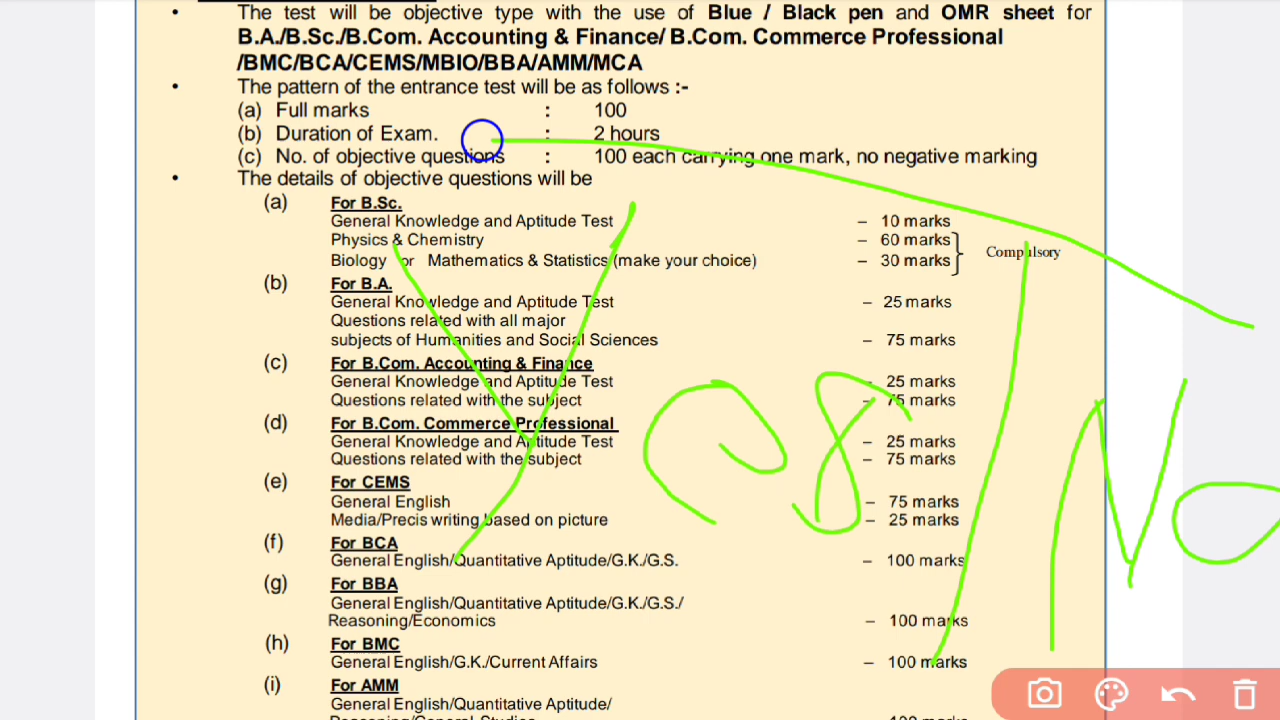 • The test will be objective type with the use of Blue / Black pen and OMR sheet for
B.A./B.Sc./B.Com. Accounting & Finance/ B.Com. Commerce Professional
/BMC/BCA/CEMS/MBIO/BBA/AMM/MCA
• The pattern of the entrance test will be as follows :-
(a) Full marks : 100
(b) Duration of Exam. : 2 hours
(c) No. of objective questions : 100 each carrying one mark, no negative marking
• The details of objective questions will be
(a) For B.Sc.
General Knowledge and Aptitude Test – 10 marks
Physics & Chemistry – 60 marks
Biology or Mathematics & Statistics (make your choice) – 30 marks
Compulsory
(b) For B.A.
General Knowledge and Aptitude Test – 25 marks
Questions related with all major
subjects of Humanities and Social Sciences – 75 marks
(c) For B.Com. Accounting & Finance
General Knowledge and Aptitude Test – 25 marks
Questions related with the subject – 75 marks
(d) For B.Com. Commerce Professional
General Knowledge and Aptitude Test – 25 marks
Questions related with the subject – 75 marks
(e) For CEMS
General English – 75 marks
Media/Precis writing based on picture – 25 marks
(f) For BCA
General English/Quantitative Aptitude/G.K./G.S. – 100 marks
(g) For BBA
General English/Quantitative Aptitude/G.K./G.S./
Reasoning/Economics – 100 marks
(h) For BMC
General English/G.K./Current Affairs – 100 marks
(i) For AMM
General English/Quantitative Aptitude/
Reasoning/General Studies – 100 marks
Yes / No